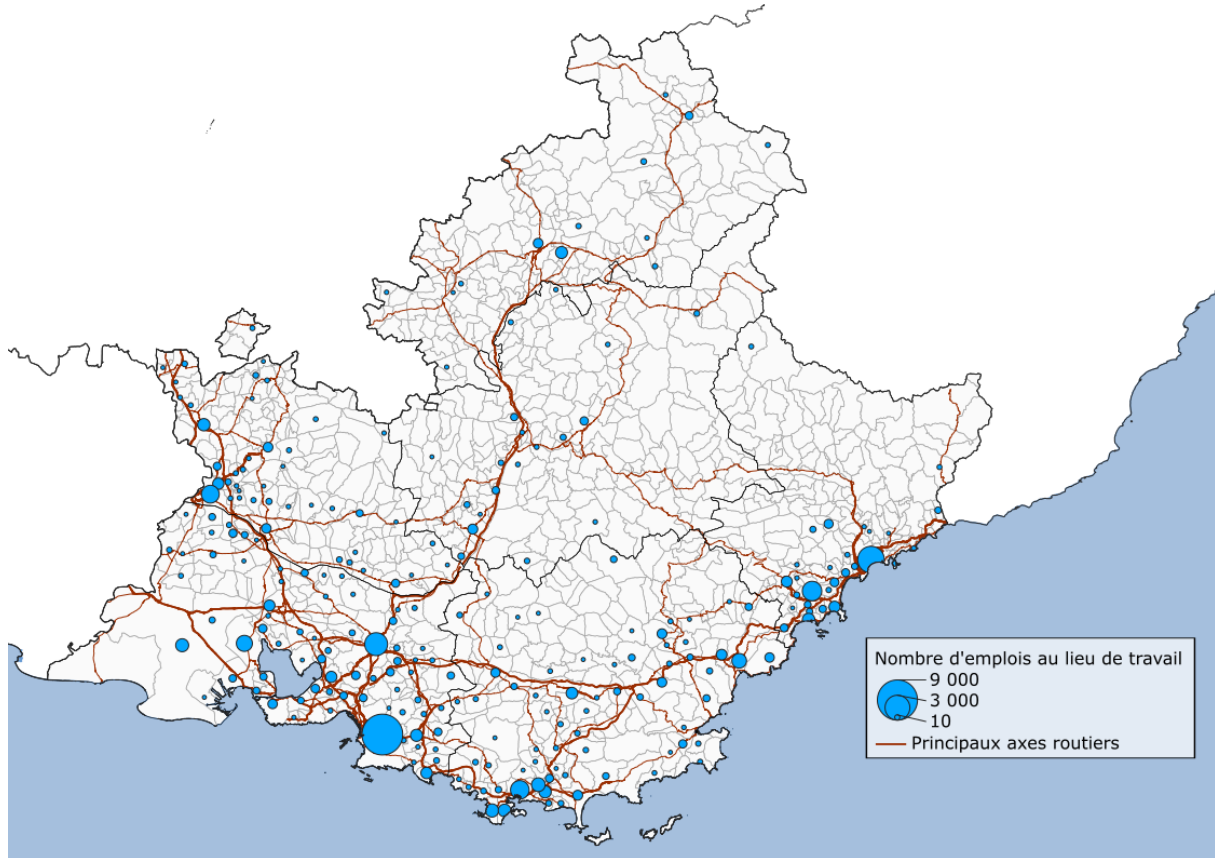 Nombre d'emplois au lieu de travail
9 000
3 000
10
Principaux axes routiers